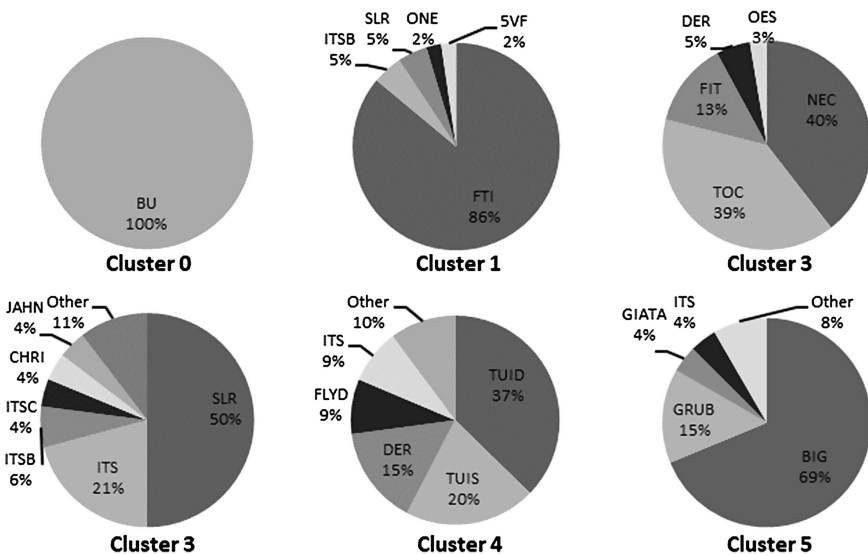 BU
100%
Cluster 0
SLR
5%
ONE
2%
5VF
2%
ITSB
5%
FTI
86%
Cluster 1
DER
5%
OES
3%
FIT
13%
NEC
40%
TOC
39%
Cluster 3
JAHN
4%
Other
11%
CHRI
4%
ITSC
4%
ITSB
6%
ITS
21%
SLR
50%
Cluster 3
Other
10%
ITS
9%
FLYD
9%
DER
15%
TUIS
20%
TUID
37%
Cluster 4
GIATA
4%
ITS
4%
Other
8%
GRUB
15%
BIG
69%
Cluster 5